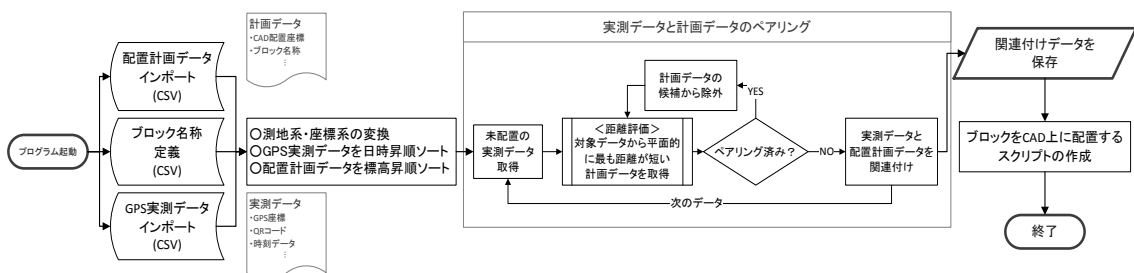 プログラム起動
配置計画データ
インポート
(CSV)
ブロック名称
定義
(CSV)
GPS実測データ
インポート
(CSV)
計画データ
・CAD配置座標
・ブロック名称
⋮
〇測地系・座標系の変換
〇GPS実測データを日時昇順ソート
〇配置計画データを標高昇順ソート
実測データ
・GPS座標
・QRコード
・時刻データ
⋮
実測データと計画データのペアリング
未配置の
実測データ
取得
計画データの
候補から除外
YES
＜距離評価＞
対象データから平面的
に最も距離が短い
計画データを取得
ペアリング済み？
NO
実測データと
配置計画データを
関連付け
次のデータ
関連付けデータを
保存
ブロックをCAD上に配置する
スクリプトの作成
終了